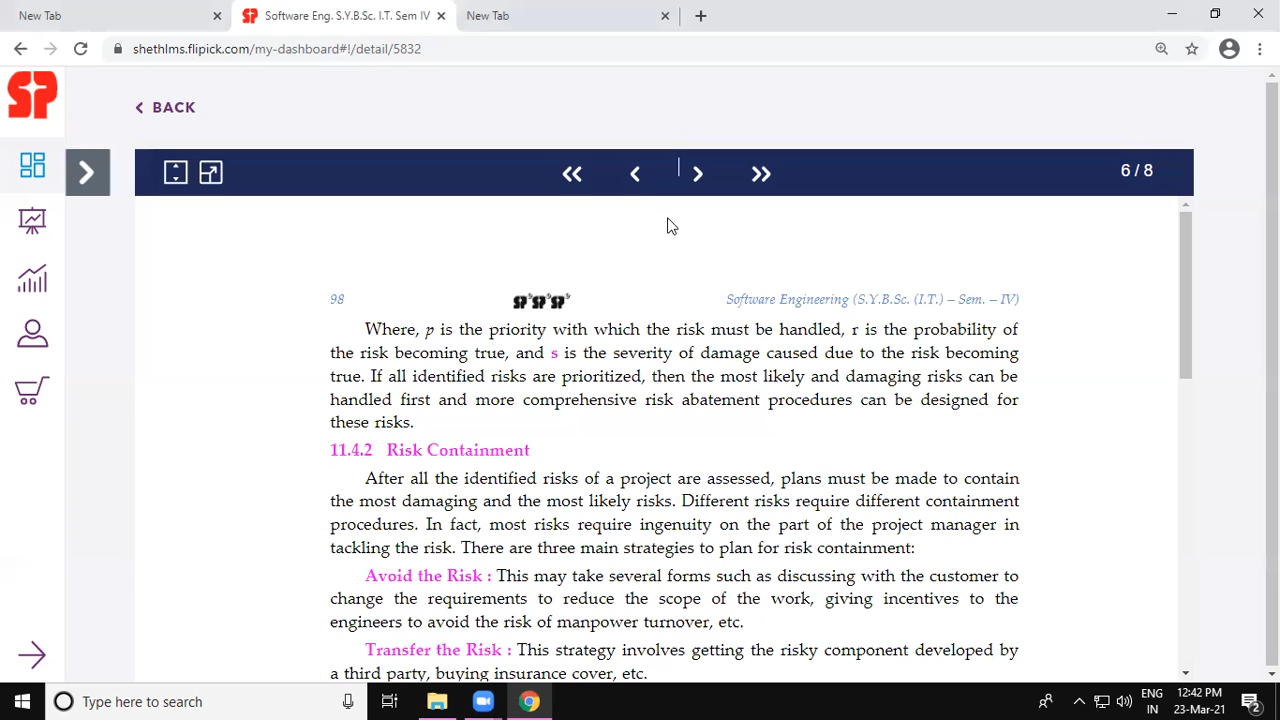 New Tab
Software Eng. S.Y.B.Sc. I.T. Sem IV
New Tab
shethlms.flipick.com/my-dashboard#!/detail/5832
SP
BACK
6 / 8
98
SP SP SP
Software Engineering (S.Y.B.Sc. (I.T.) – Sem. – IV)
Where, p is the priority with which the risk must be handled, r is the probability of
the risk becoming true, and s is the severity of damage caused due to the risk becoming
true. If all identified risks are prioritized, then the most likely and damaging risks can be
handled first and more comprehensive risk abatement procedures can be designed for
these risks.
11.4.2 Risk Containment
After all the identified risks of a project are assessed, plans must be made to contain
the most damaging and the most likely risks. Different risks require different containment
procedures. In fact, most risks require ingenuity on the part of the project manager in
tackling the risk. There are three main strategies to plan for risk containment:
Avoid the Risk : This may take several forms such as discussing with the customer to
change the requirements to reduce the scope of the work, giving incentives to the
engineers to avoid the risk of manpower turnover, etc.
Transfer the Risk : This strategy involves getting the risky component developed by
a third party, buying insurance cover, etc.
Type here to search
ENG
IN
12:42 PM
23-Mar-21
2